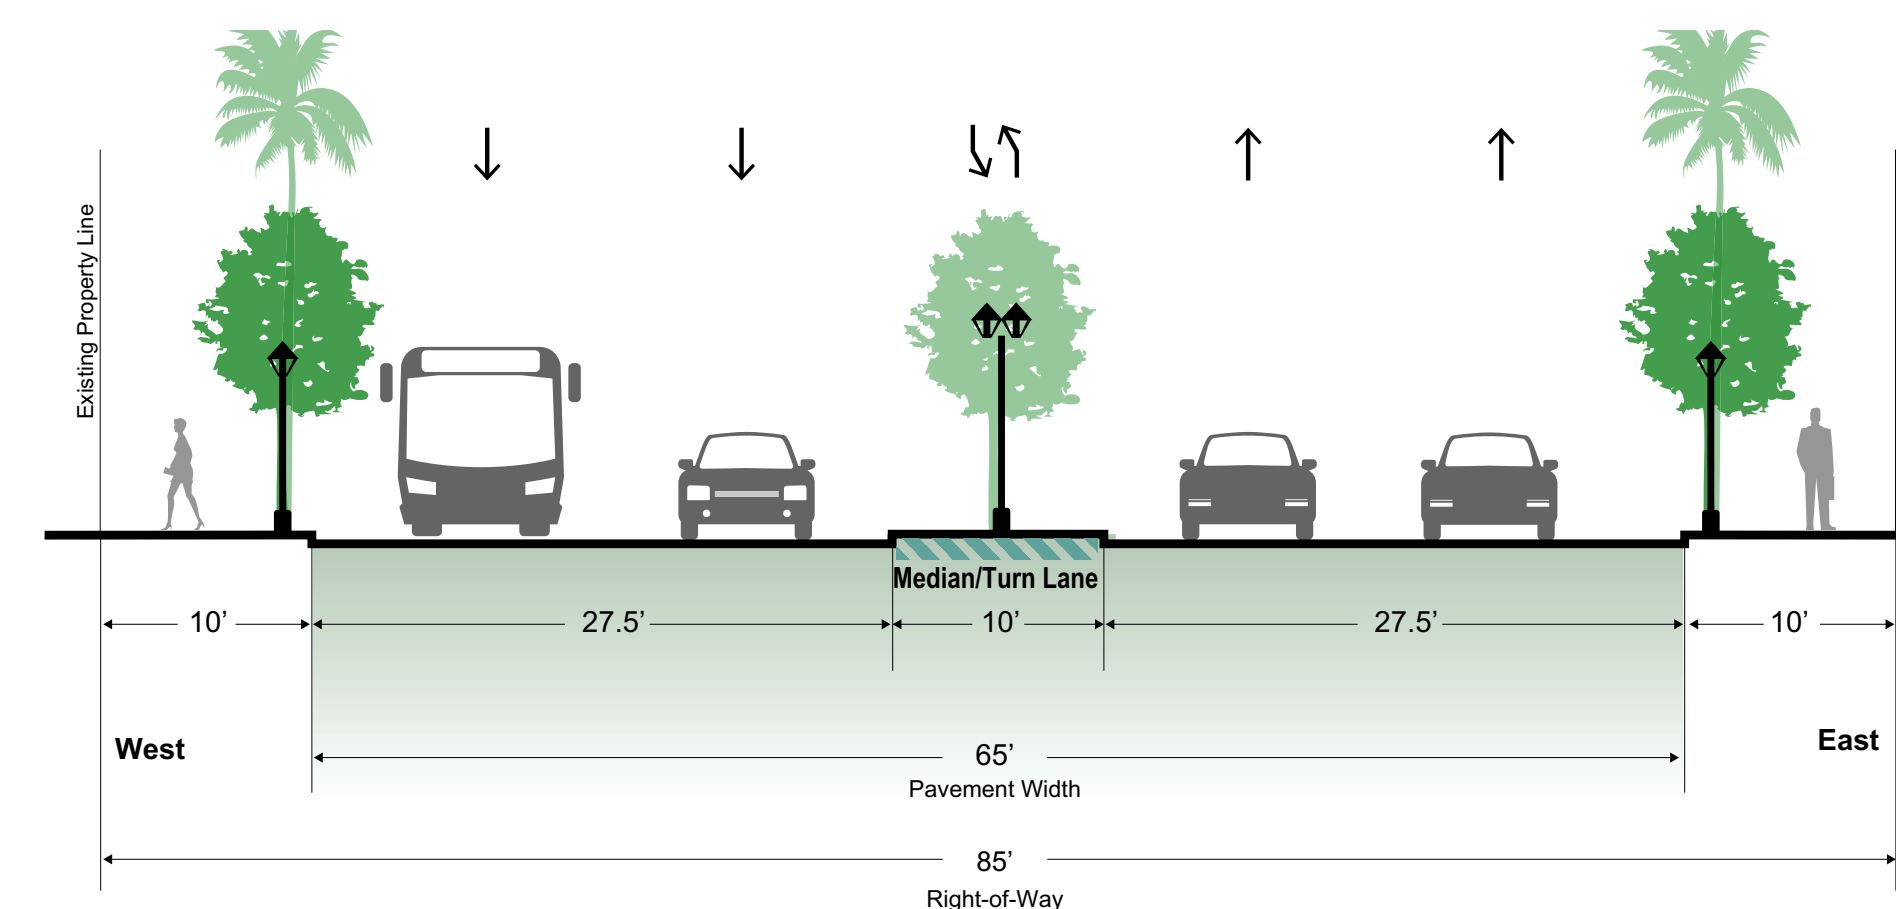 Existing Property Line
Median/Turn Lane
10’
27.5’
10’
27.5’
10’
West
East
65’
Pavement Width
85’
Right-of-Way